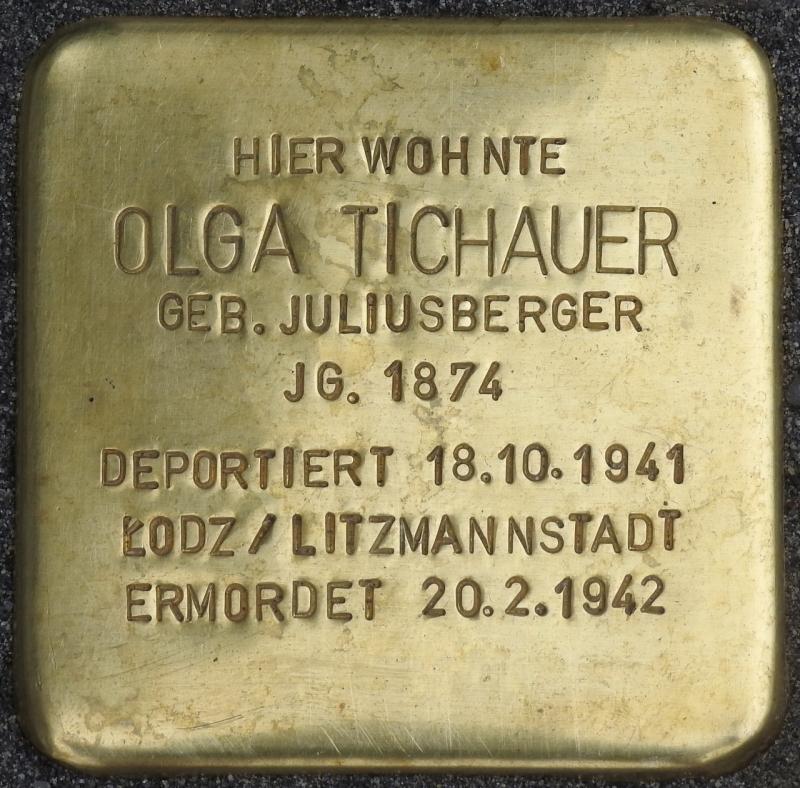 HIER WOHNTE
OLGA TICHAUER
GEB. JULIUSBERGER
JG. 1874
DEPORTIERT 18.10.1941
ŁODZ / LITZMANNSTADT
ERMORDET 20.2.1942